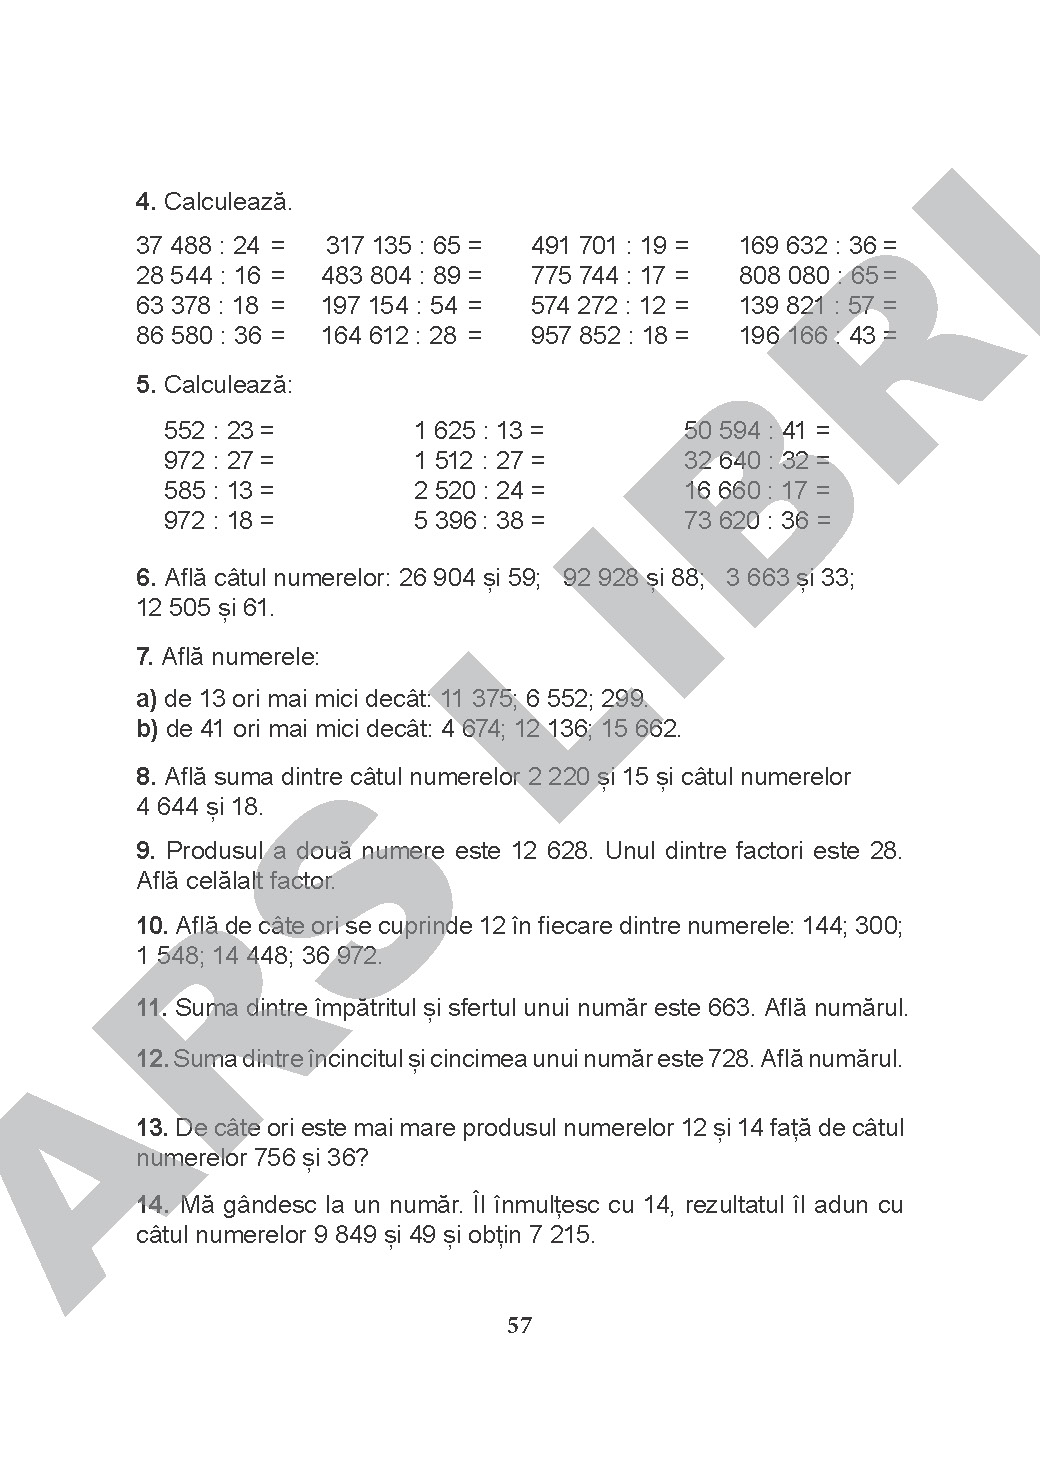 4. Calculează.
37 488 : 24 = 317 135 : 65 = 491 701 : 19 = 169 632 : 36 =
28 544 : 16 = 483 804 : 89 = 775 744 : 17 = 808 080 : 65 =
63 378 : 18 = 197 154 : 54 = 574 272 : 12 = 139 821 : 57 =
86 580 : 36 = 164 612 : 28 = 957 852 : 18 = 196 166 : 43 =
5. Calculează:
552 : 23 = 1 625 : 13 = 50 594 : 41 =
972 : 27 = 1 512 : 27 = 32 640 : 32 =
585 : 13 = 2 520 : 24 = 16 660 : 17 =
972 : 18 = 5 396 : 38 = 73 620 : 36 =
6. Află câtul numerelor: 26 904 și 59; 92 928 și 88; 3 663 și 33;
12 505 și 61.
7. Află numerele:
a) de 13 ori mai mici decât: 11 375; 6 552; 299.
b) de 41 ori mai mici decât: 4 674; 12 136; 15 662.
8. Află suma dintre câtul numerelor 2 220 și 15 și câtul numerelor
4 644 și 18.
9. Produsul a două numere este 12 628. Unul dintre factori este 28.
Află celălalt factor.
10. Află de câte ori se cuprinde 12 în fiecare dintre numerele: 144; 300;
1 548; 14 448; 36 972.
11. Suma dintre împătritul și sfertul unui număr este 663. Află numărul.
12. Suma dintre încincitul și cincimea unui număr este 728. Află numărul.
13. De câte ori este mai mare produsul numerelor 12 și 14 față de câtul
numerelor 756 și 36?
14. Mă gândesc la un număr. Îl înmulțesc cu 14, rezultatul îl adun cu
câtul numerelor 9 849 și 49 și obțin 7 215.
57
ARS LIBRI